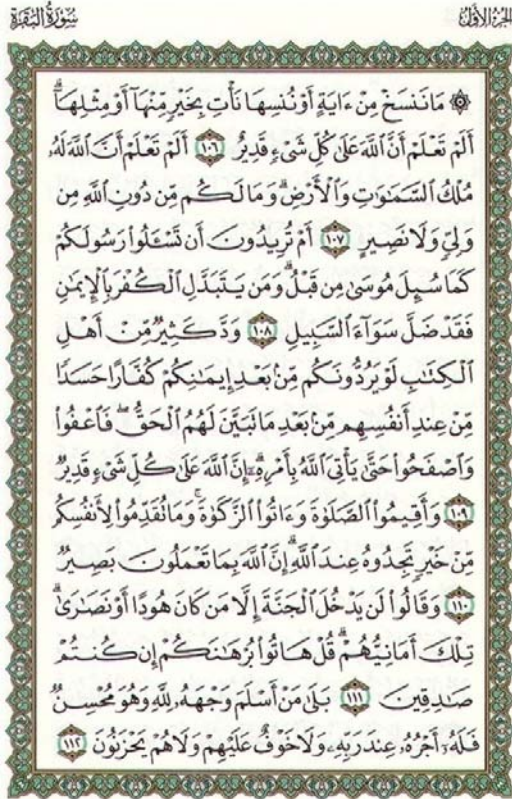 الجزء الأول
سورة البقرة
۞ مَا نَنسَخْ مِنْ ءَايَةٍ أَوْ نُنسِهَا نَأْتِ بِخَيْرٍ مِّنْهَآ أَوْ مِثْلِهَآ ۗ
أَلَمْ تَعْلَمْ أَنَّ ٱللَّهَ عَلَىٰ كُلِّ شَىْءٍ قَدِيرٌ ١٠٦ أَلَمْ تَعْلَمْ أَنَّ ٱللَّهَ لَهُۥ
مُلْكُ ٱلسَّمَـٰوَٰتِ وَٱلْأَرْضِ ۗ وَمَا لَكُم مِّن دُونِ ٱللَّهِ مِن
وَلِىٍّ وَلَا نَصِيرٍ ١٠٧ أَمْ تُرِيدُونَ أَن تَسْـَٔلُوا۟ رَسُولَكُمْ
كَمَا سُئِلَ مُوسَىٰ مِن قَبْلُ ۗ وَمَن يَتَبَدَّلِ ٱلْكُفْرَ بِٱلْإِيمَـٰنِ
فَقَدْ ضَلَّ سَوَآءَ ٱلسَّبِيلِ ١٠٨ وَدَّ كَثِيرٌ مِّنْ أَهْلِ
ٱلْكِتَـٰبِ لَوْ يَرُدُّونَكُم مِّنۢ بَعْدِ إِيمَـٰنِكُمْ كُفَّارًا حَسَدًا
مِّنْ عِندِ أَنفُسِهِم مِّنۢ بَعْدِ مَا تَبَيَّنَ لَهُمُ ٱلْحَقُّ ۖ فَٱعْفُوا۟
وَٱصْفَحُوا۟ حَتَّىٰ يَأْتِىَ ٱللَّهُ بِأَمْرِهِۦٓ ۗ إِنَّ ٱللَّهَ عَلَىٰ كُلِّ شَىْءٍ قَدِيرٌ
١٠٩ وَأَقِيمُوا۟ ٱلصَّلَوٰةَ وَءَاتُوا۟ ٱلزَّكَوٰةَ ۚ وَمَا تُقَدِّمُوا۟ لِأَنفُسِكُم
مِّنْ خَيْرٍ تَجِدُوهُ عِندَ ٱللَّهِ ۗ إِنَّ ٱللَّهَ بِمَا تَعْمَلُونَ بَصِيرٌ
١١٠ وَقَالُوا۟ لَن يَدْخُلَ ٱلْجَنَّةَ إِلَّا مَن كَانَ هُودًا أَوْ نَصَـٰرَىٰ ۗ
تِلْكَ أَمَانِيُّهُمْ ۗ قُلْ هَاتُوا۟ بُرْهَـٰنَكُمْ إِن كُنتُمْ
صَـٰدِقِينَ ١١١ بَلَىٰ مَنْ أَسْلَمَ وَجْهَهُۥ لِلَّهِ وَهُوَ مُحْسِنٌ
فَلَهُۥٓ أَجْرُهُۥ عِندَ رَبِّهِۦ وَلَا خَوْفٌ عَلَيْهِمْ وَلَا هُمْ يَحْزَنُونَ ١١٢